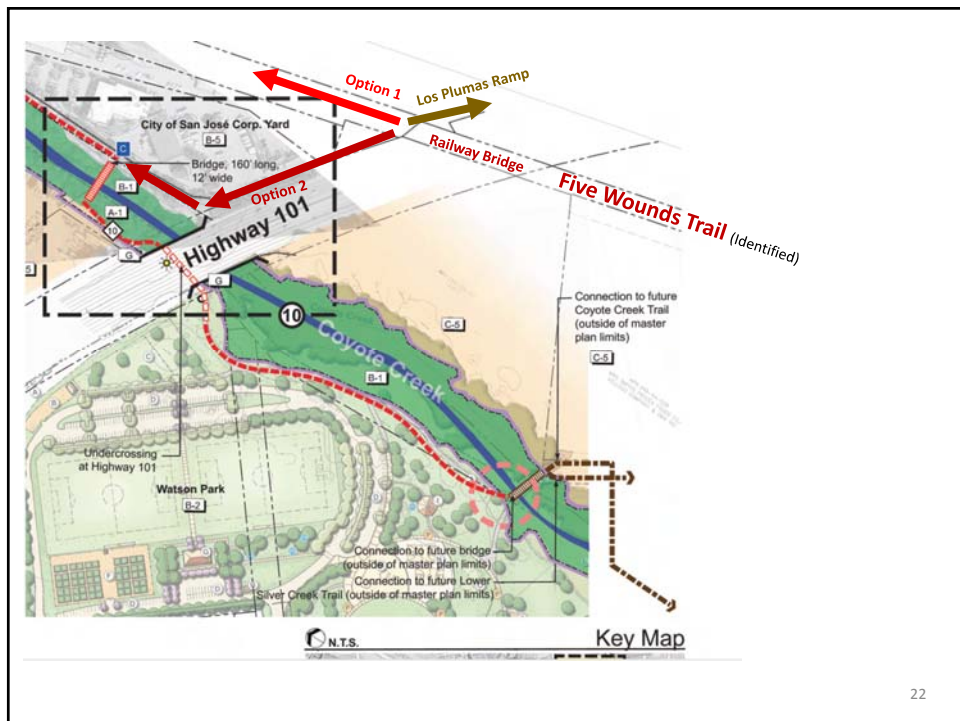 Option 1
Los Plumas Ramp
City of San José Corp. Yard
B-5
C
Bridge, 160' long,
12' wide
Railway Bridge
B-1
Option 2
Five Wounds Trail (Identified)
A-1
10
Highway 101
G
G
10
Connection to future
Coyote Creek Trail
(outside of master
plan limits)
C-5
C-5
Coyote Creek
B-1
Undercrossing
at Highway 101
Watson Park
B-2
Connection to future bridge
(outside of master plan limits)
Connection to future Lower
Silver Creek Trail (outside of master plan limits)
N.T.S.
Key Map
22